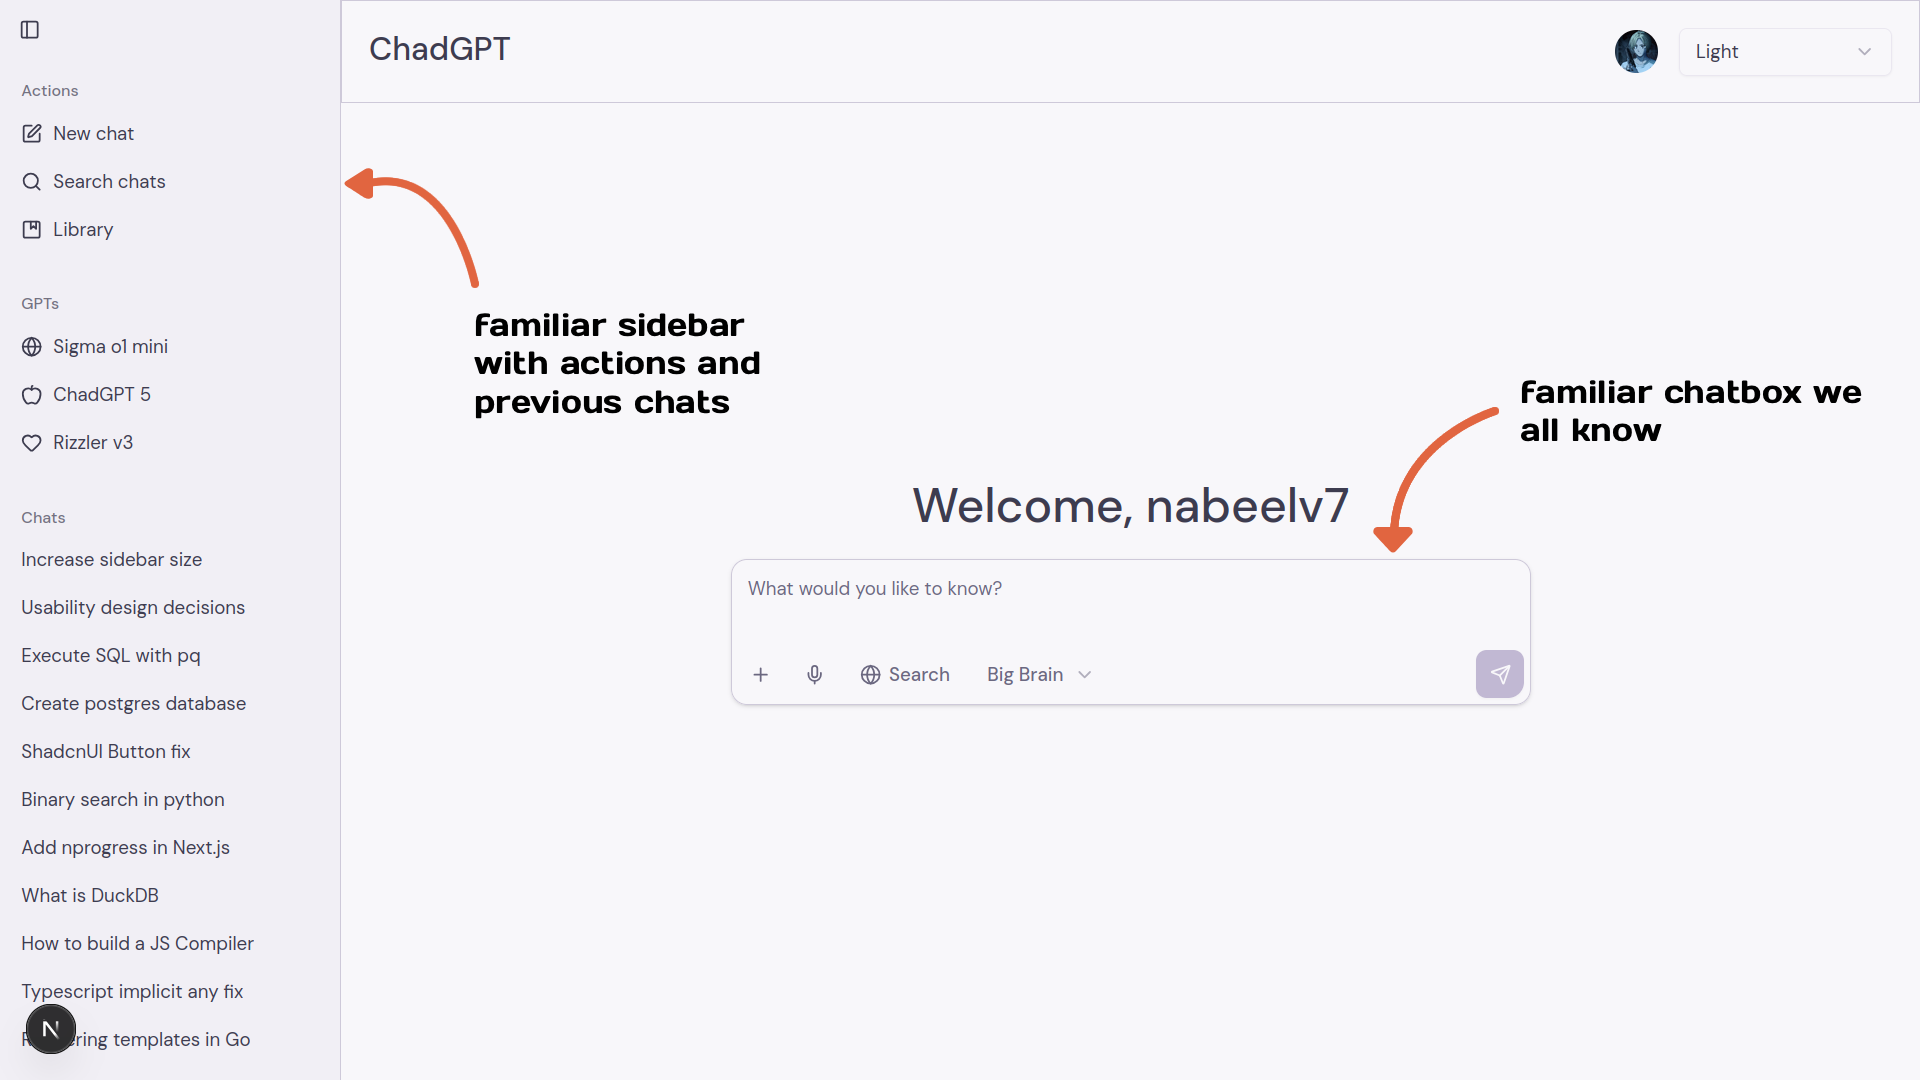 Actions
New chat
Search chats
Library
GPTs
Sigma o1 mini
ChadGPT 5
Rizzler v3
Chats
Increase sidebar size
Usability design decisions
Execute SQL with pq
Create postgres database
ShadcnUI Button fix
Binary search in python
Add nprogress in Next.js
What is DuckDB
How to build a JS Compiler
Typescript implicit any fix
templates in Go
N
ChadGPT
Light
familiar sidebar
with actions and
previous chats
familiar chatbox we
all know
Welcome, nabeelv7
What would you like to know?
Search
Big Brain